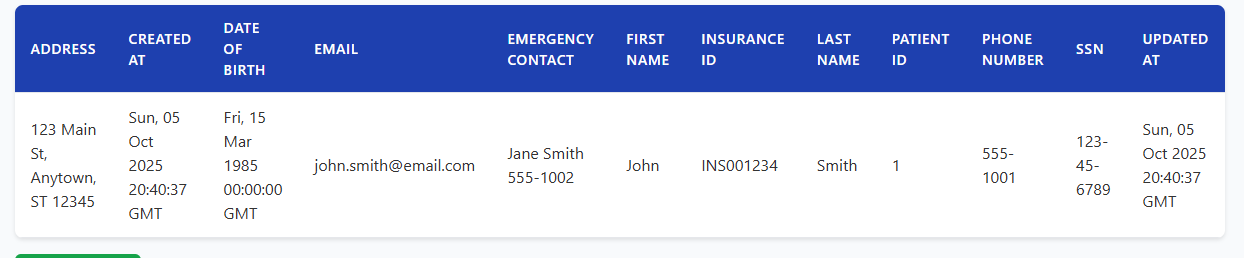 ADDRESS
CREATED
AT
DATE
OF
BIRTH
EMAIL
EMERGENCY
CONTACT
FIRST
NAME
INSURANCE
ID
LAST
NAME
PATIENT
ID
PHONE
NUMBER
SSN
UPDATED
AT
123 Main
St,
Anytown,
ST 12345
Sun, 05
Oct
2025
20:40:37
GMT
Fri, 15
Mar
1985
00:00:00
GMT
john.smith@email.com
Jane Smith
555-1002
John
INS001234
Smith
1
555-
1001
123-
45-
6789
Sun, 05
Oct 2025
20:40:37
GMT